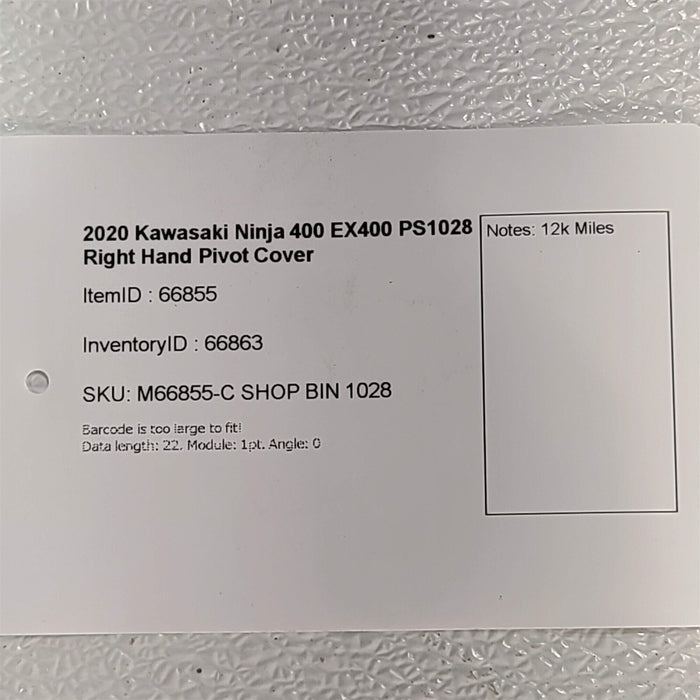 2020 Kawasaki Ninja 400 EX400 PS1028
Right Hand Pivot Cover
Notes: 12k Miles
ItemID : 66855
InventoryID : 66863
SKU: M66855-C SHOP BIN 1028
Barcode is too large to fit!
Data length: 22. Module: 1pt. Angle: 0